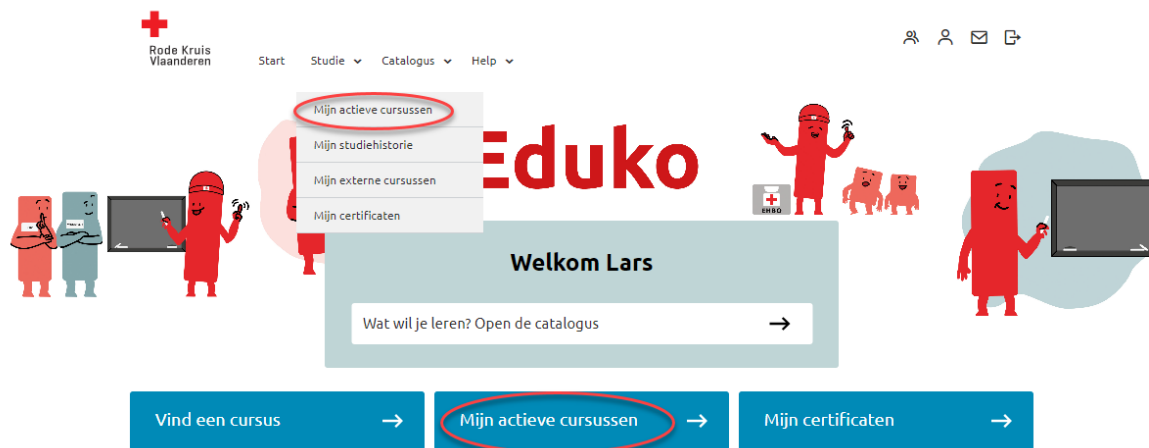 Rode Kruis
Vlaanderen
Start Studie Catalogus Help
Mijn actieve cursussen
Mijn studiehistorie
Mijn externe cursussen
Mijn certificaten
Eduko
EHBO
Welkom Lars
Wat wil je leren? Open de catalogus
Vind een cursus
Mijn actieve cursussen
Mijn certificaten